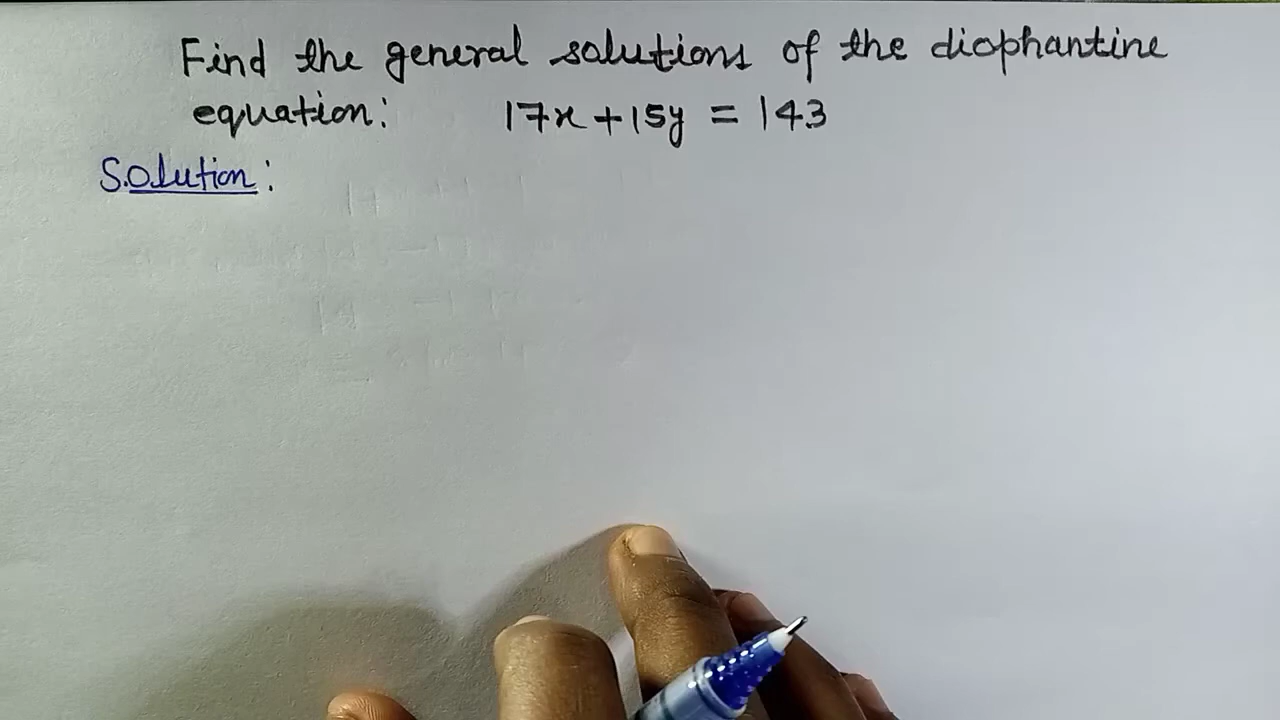 Find the general solutions of the diophantine
equation: 17x + 15y = 143
Solution: